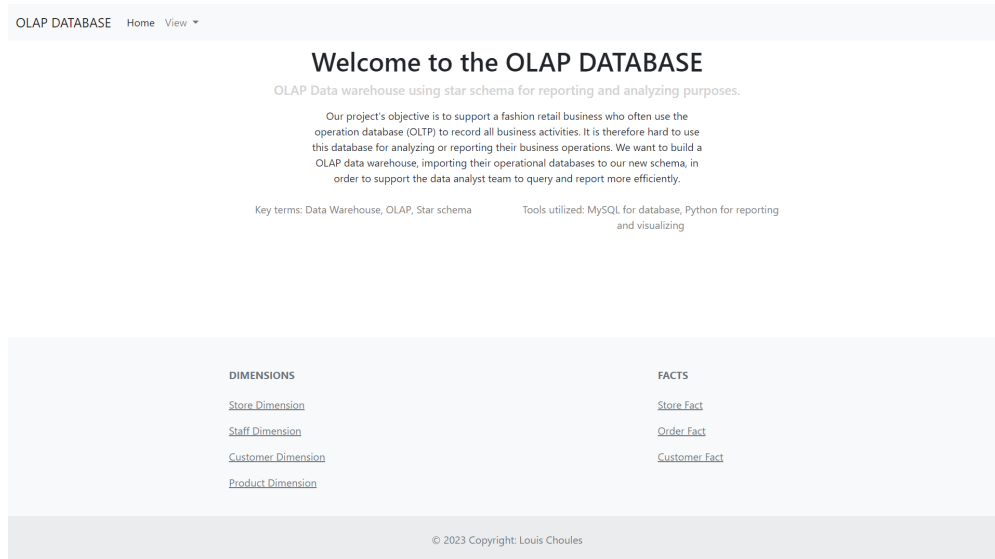 OLAP DATABASE Home View
Welcome to the OLAP DATABASE
OLAP Data warehouse using star schema for reporting and analyzing purposes.
Our project's objective is to support a fashion retail business who often use the
operation database (OLTP) to record all business activities. It is therefore hard to use
this database for analyzing or reporting their business operations. We want to build a
OLAP data warehouse, importing their operational databases to our new schema, in
order to support the data analyst team to query and report more efficiently.
Key terms: Data Warehouse, OLAP, Star schema
Tools utilized: MySQL for database, Python for reporting
and visualizing
DIMENSIONS
Store Dimension
Staff Dimension
Customer Dimension
Product Dimension
FACTS
Store Fact
Order Fact
Customer Fact
© 2023 Copyright: Louis Choules